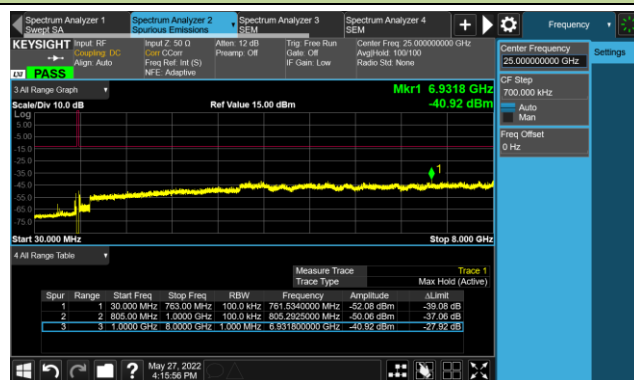 Spectrum Analyzer 1
Swept SA
Spectrum Analyzer 2
Spurious Emissions
Spectrum Analyzer 3
SEM
Spectrum Analyzer 4
SEM
Frequency
KEYSIGHT
Input: RF
Coupling: DC
Align: Auto
Input Z: 50 Ω
Corr CCorr
Freq Ref: Int (S)
NFE: Adaptive
Atten: 12 dB
Preamp: Off
Trig: Free Run
Gate: Off
IF Gain: Low
Center Freq: 25.000000000 GHz
Avg|Hold: 100/100
Radio Std: None
PASS
Center Frequency
25.000000000 GHz
Settings
CF Step
700.000 kHz
Auto
Man
Freq Offset
0 Hz
3 All Range Graph
Mkr1 6.9318 GHz
-40.92 dBm
Scale/Div 10.0 dB
Ref Value 15.00 dBm
Log
5.00
-5.00
-15.0
-25.0
-35.0
-45.0
-55.0
-65.0
-75.0
1
Start 30.000 MHz
Stop 8.000 GHz
4 All Range Table
Measure Trace Trace 1
Trace Type Max Hold (Active)
Spur Range Start Freq Stop Freq RBW Frequency Amplitude ΔLimit
1 1 30.000 MHz 763.00 MHz 100.0 kHz 761.5340000 MHz -52.08 dBm -39.08 dB
2 2 805.00 MHz 1.0000 GHz 100.0 kHz 805.2925000 MHz -50.06 dBm -37.06 dB
3 3 1.0000 GHz 8.0000 GHz 1.000 MHz 6.931800000 GHz -40.92 dBm -27.92 dB
May 27, 2022
4:15:56 PM